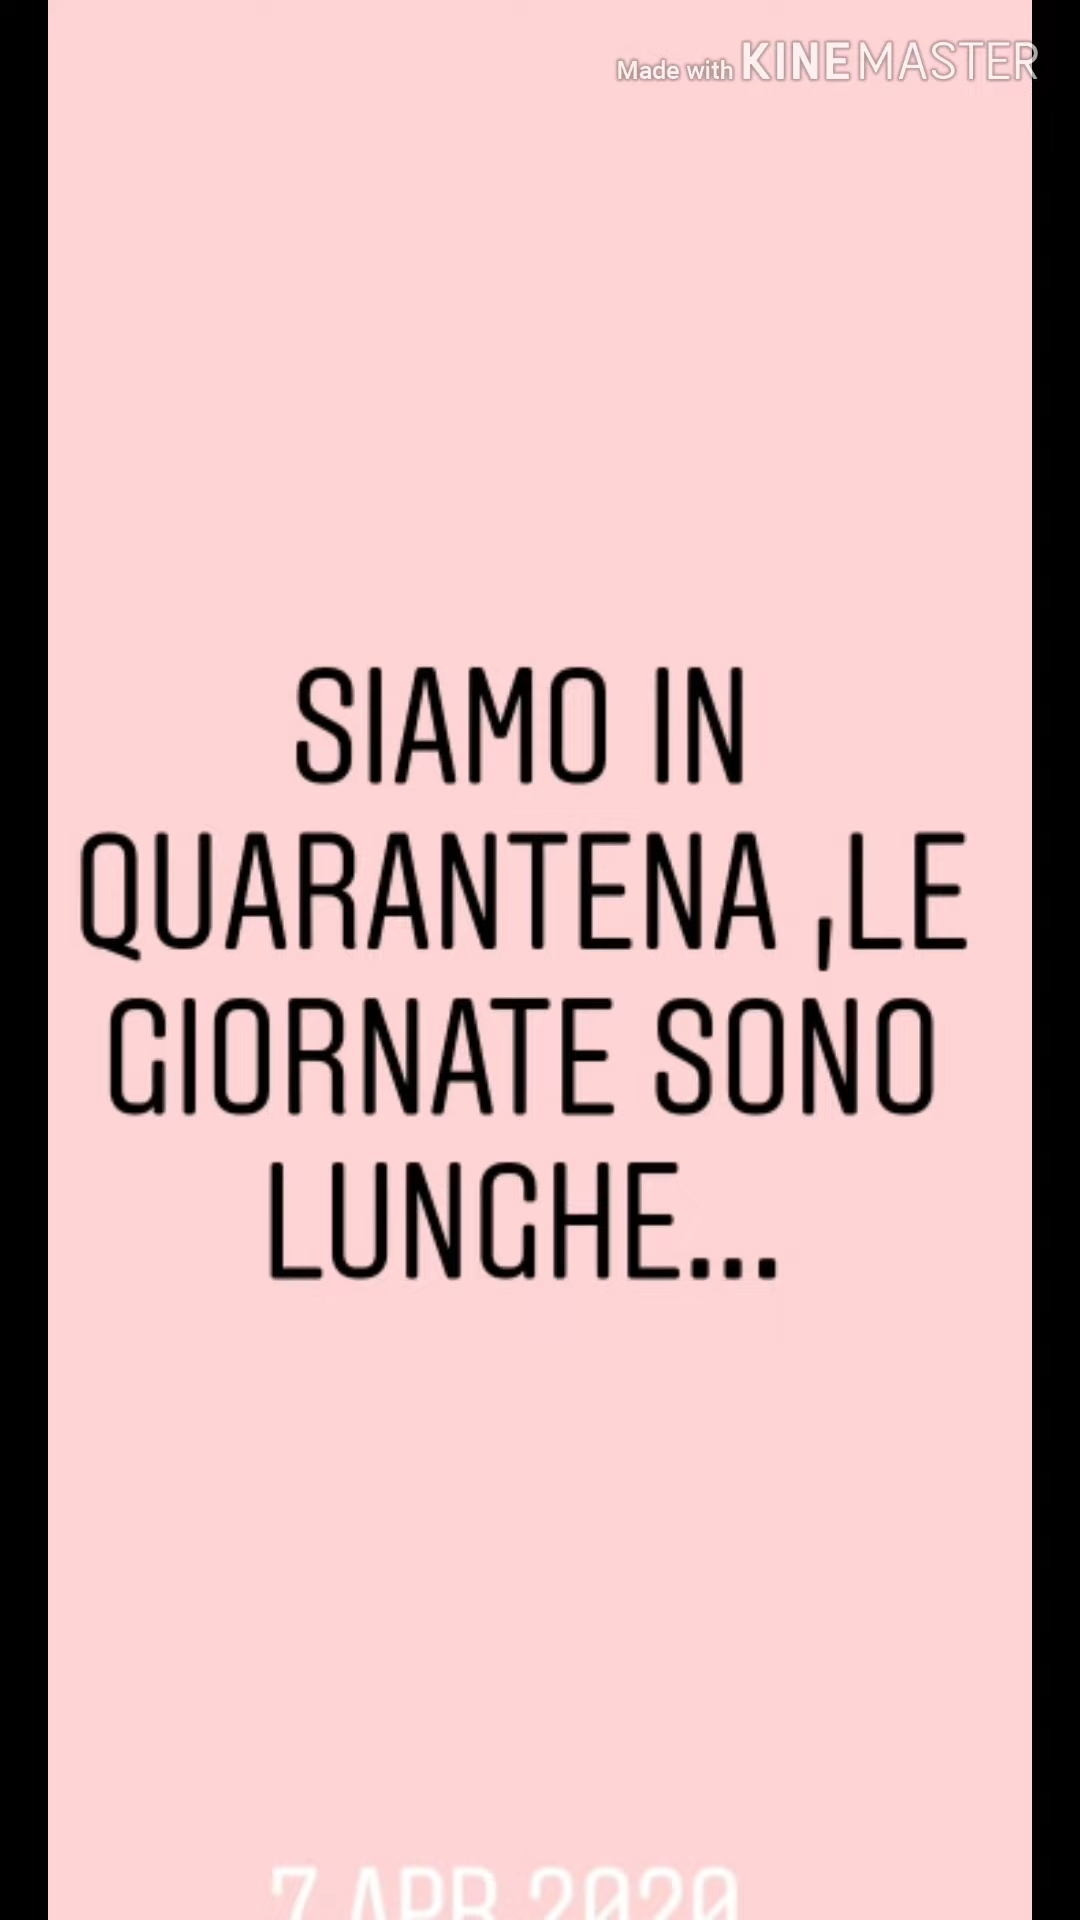 Made with KINEMASTER
SIAMO IN
QUARANTENA ,LE
GIORNATE SONO
LUNGHE...
7 APR 2020